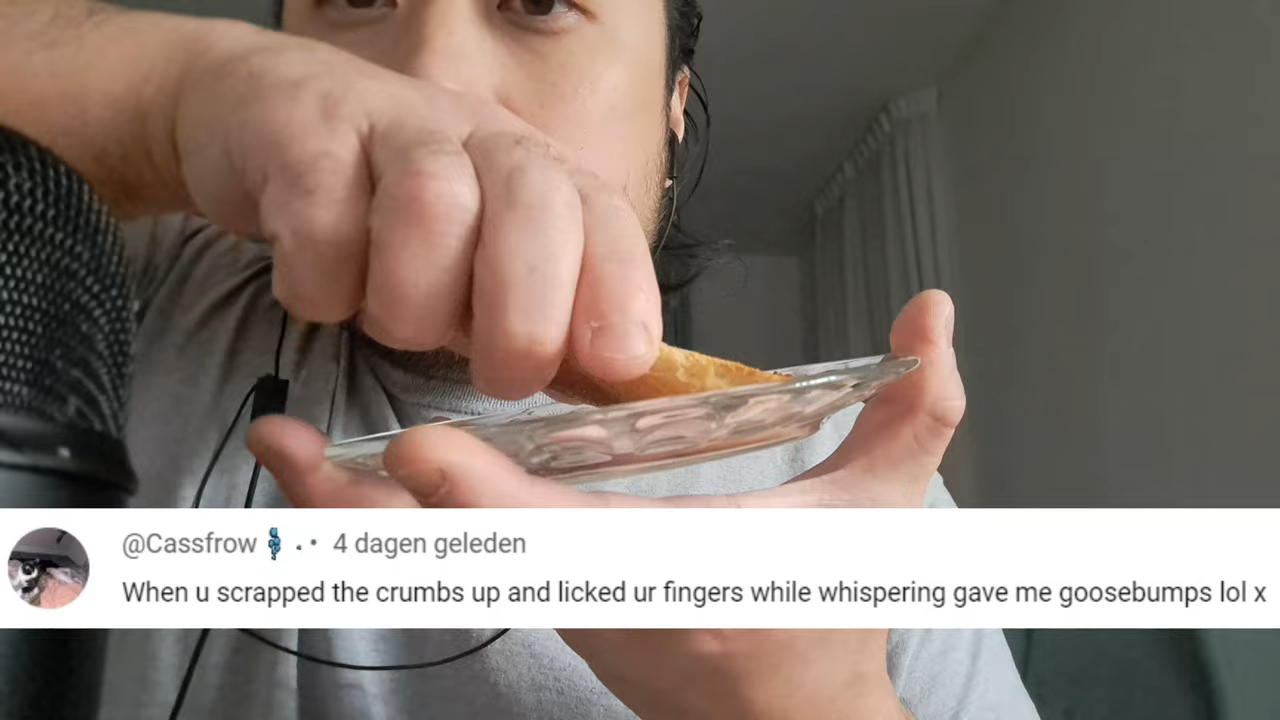 @Cassfrow • 4 dagen geleden
When u scrapped the crumbs up and licked ur fingers while whispering gave me goosebumps lol x